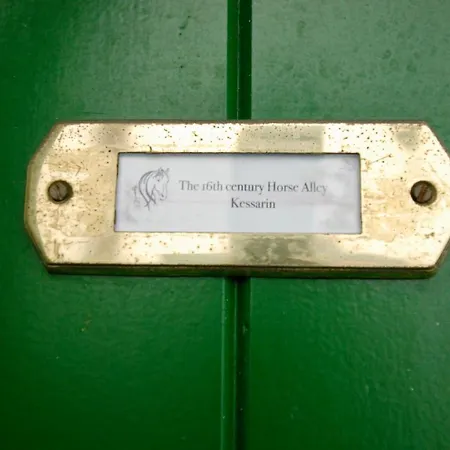 The 16th century Horse Alley
Kessarin